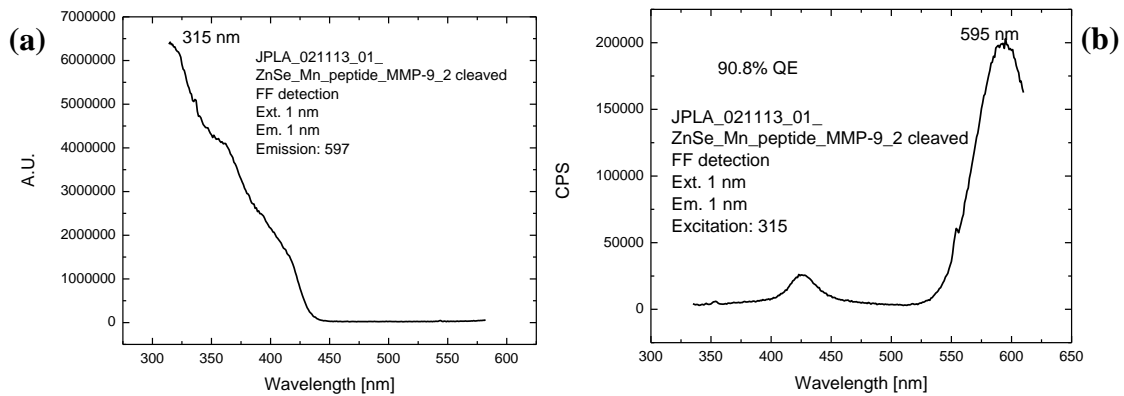 (a)
7000000
6000000
5000000
4000000
3000000
2000000
1000000
0
A.U.
315 nm
JPLA_021113_01_
ZnSe_Mn_peptide_MMP-9_2 cleaved
FF detection
Ext. 1 nm
Em. 1 nm
Emission: 597
300 350 400 450 500 550 600
Wavelength [nm]
(b)
200000
150000
100000
50000
0
CPS
595 nm
90.8% QE
JPLA_021113_01_
ZnSe_Mn_peptide_MMP-9_2 cleaved
FF detection
Ext. 1 nm
Em. 1 nm
Excitation: 315
300 350 400 450 500 550 600 650
Wavelength [nm]